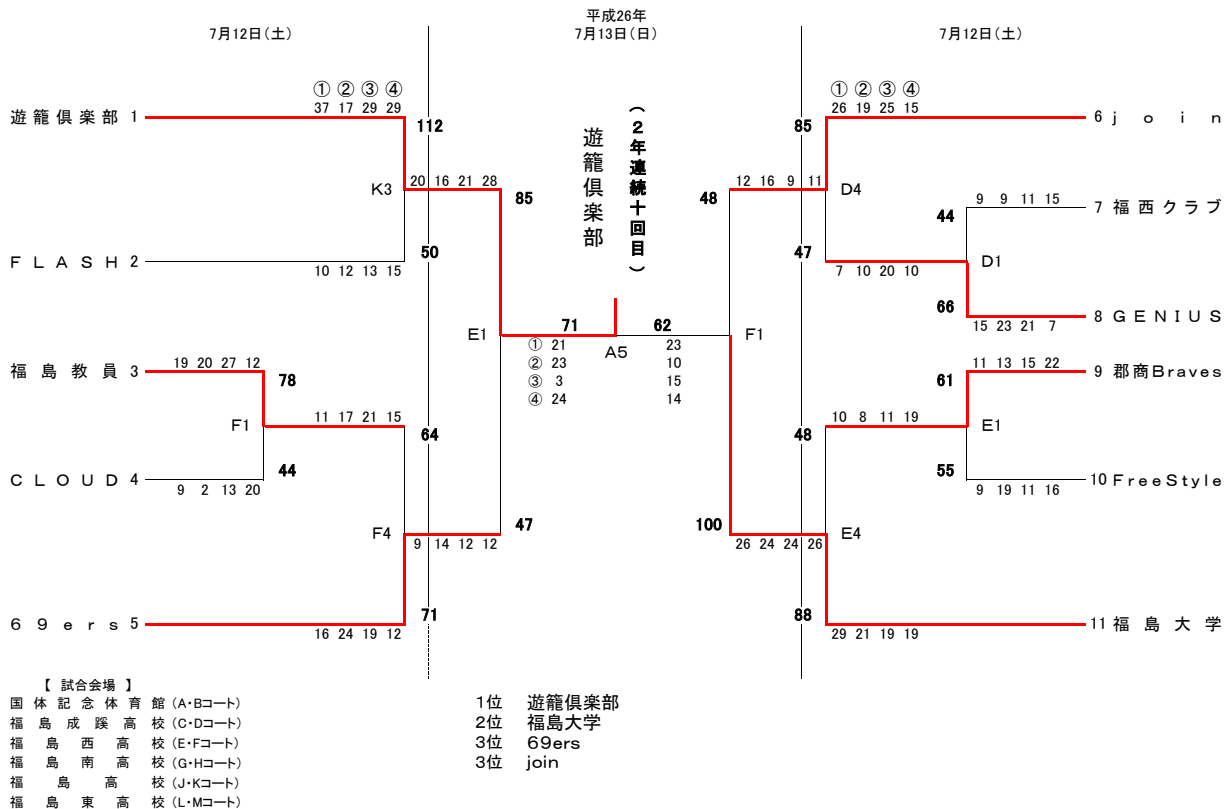 平成26年
7月12日(土)
7月13日(日)
7月12日(土)
① ② ③ ④
① ② ③ ④
37 17 29 29
26 19 25 15
遊籠倶楽部 1
6 join
112
85
(2年連続十回目)
遊籠倶楽部
K3
20 16 21 28
85
48
12 16 9 11
D4
9 9 11 15
44
7 福西クラブ
FLASH 2
10 12 13 15
50
47
7 10 20 10
D1
66
15 23 21 7
8 GENIUS
E1
71
62
F1
A5
① 21
23
② 23
10
③ 3
15
④ 24
14
19 20 27 12
福島教員 3
78
11 13 15 22
61
9 郡商Braves
F1
11 17 21 15
64
48
10 8 11 19
E1
CLOUD 4
44
9 2 13 20
55
9 19 11 16
10 FreeStyle
F4
9 14 12 12
47
100
26 24 24 26
E4
69ers 5
71
16 24 19 12
88
29 21 19 19
11 福島大学
【 試合会場 】
国体記念体育館 (A・Bコート)
福島成蹊高校 (C・Dコート)
福島西高校 (E・Fコート)
福島南高校 (G・Hコート)
福島高校 (J・Kコート)
福島東高校 (L・Mコート)
1位 遊籠倶楽部
2位 福島大学
3位 69ers
3位 join